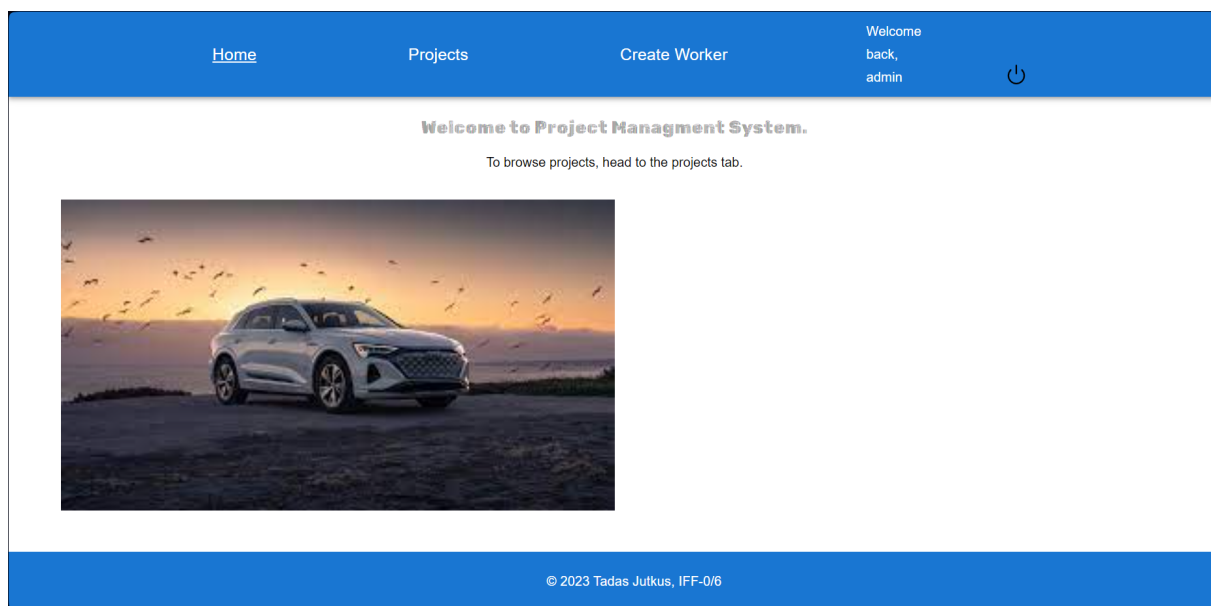 Home
Projects
Create Worker
Welcome
back,
admin
Welcome to Project Managment System.
To browse projects, head to the projects tab.
© 2023 Tadas Jutkus, IFF-0/6